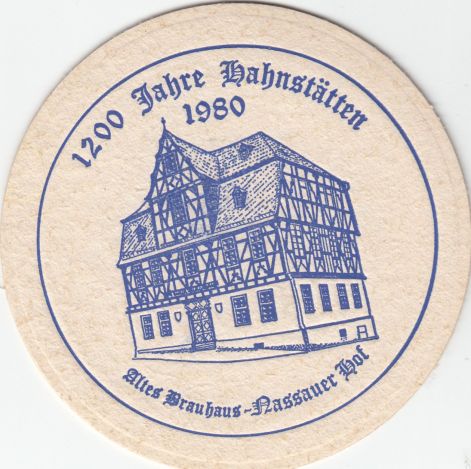 1200 Jahre Hahnstätten
1980
Altes Brauhaus-Nassauer Hof